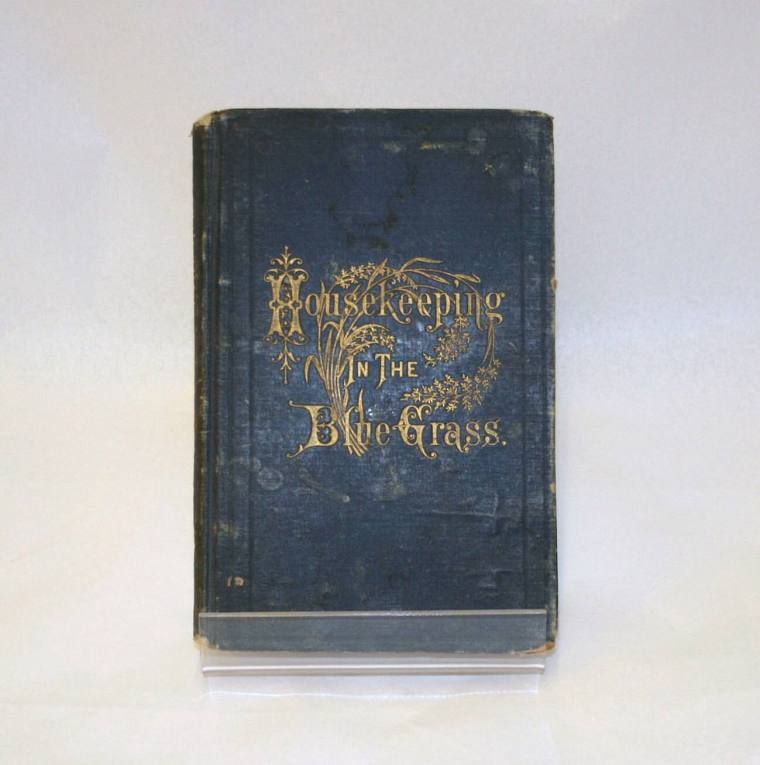 Housekeeping
IN THE
Blue Grass.